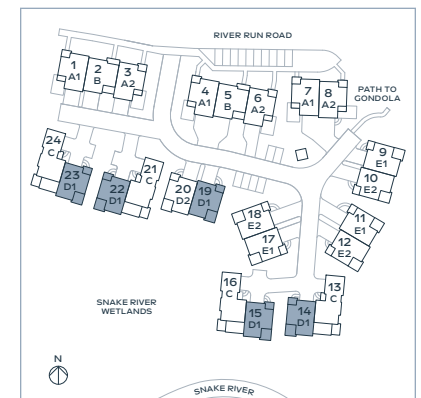 RIVER RUN ROAD
1
A1
2
B
3
A2
4
A1
5
B
6
A2
7
A1
8
A2
PATH TO
GONDOLA
24
C
23
D1
22
D1
21
C
20
D2
19
D1
9
E1
10
E2
18
E2
17
E1
11
E1
12
E2
16
C
15
D1
14
D1
13
C
SNAKE RIVER
WETLANDS
N
SNAKE RIVER